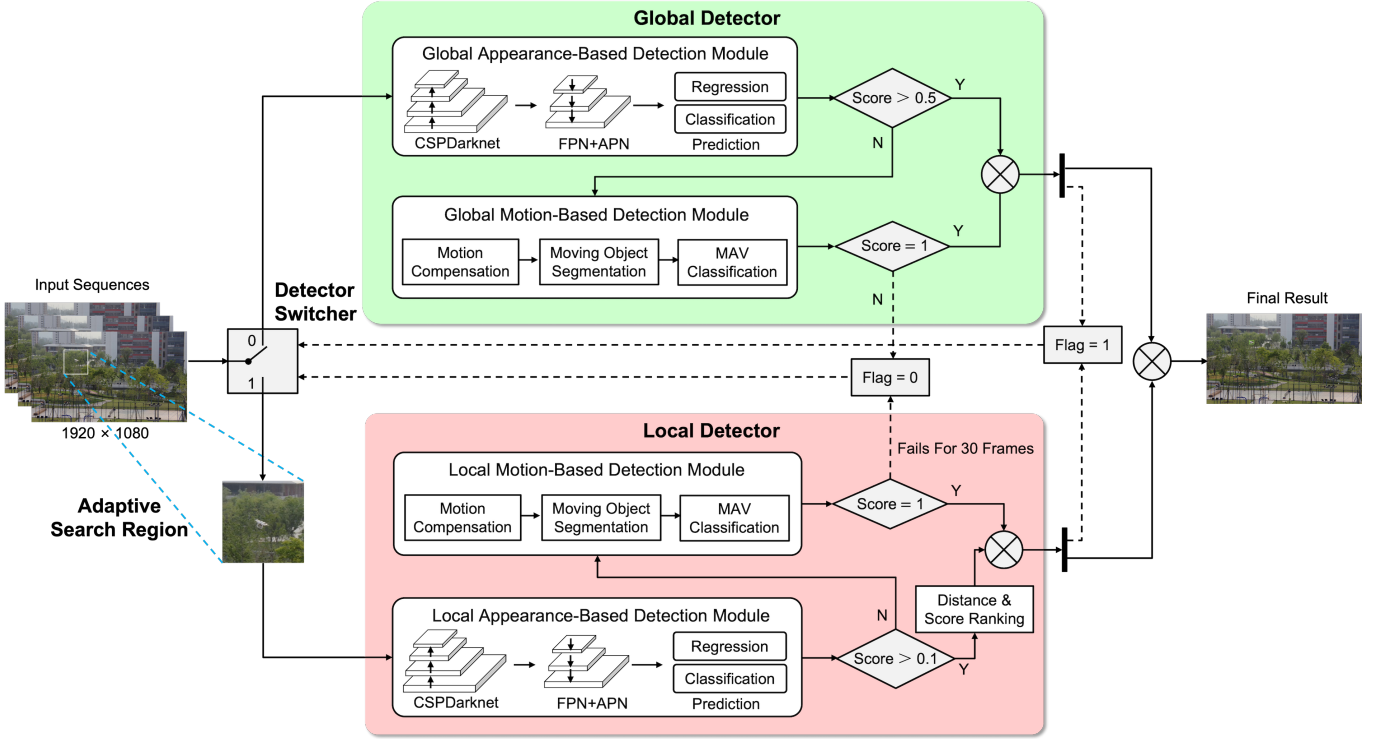 Global Detector
Global Appearance-Based Detection Module
CSPDarknet
FPN+APN
Regression
Classification
Prediction
Score > 0.5
Y
N
Global Motion-Based Detection Module
Motion
Compensation
Moving Object
Segmentation
MAV
Classification
Score = 1
Y
N
Input Sequences
1920 × 1080
Detector
Switcher
0
1
Flag = 1
Flag = 0
Final Result
Adaptive
Search Region
Local Detector
Fails For 30 Frames
Local Motion-Based Detection Module
Motion
Compensation
Moving Object
Segmentation
MAV
Classification
Score = 1
Y
Distance &
Score Ranking
Local Appearance-Based Detection Module
CSPDarknet
FPN+APN
Regression
Classification
Prediction
Score > 0.1
N
Y